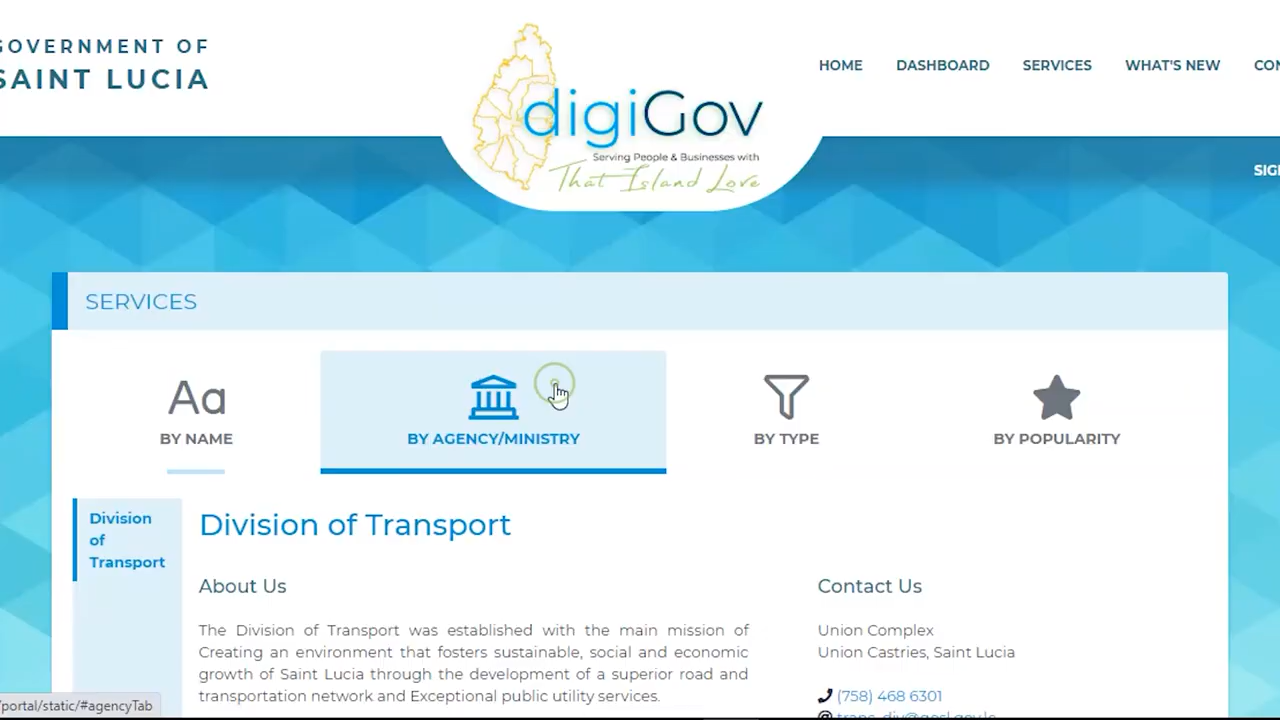 GOVERNMENT OF
SAINT LUCIA
digiGov
Serving People & Businesses with
That Island Love
HOME DASHBOARD SERVICES WHAT'S NEW
SERVICES
Aa
BY NAME
BY AGENCY/MINISTRY
BY TYPE
BY POPULARITY
Division
of
Transport
Division of Transport
About Us
The Division of Transport was established with the main mission of
Creating an environment that fosters sustainable, social and economic
growth of Saint Lucia through the development of a superior road and
transportation network and Exceptional public utility services.
Contact Us
Union Complex
Union Castries, Saint Lucia
(758) 468 6301
/portal/static/#agencyTab